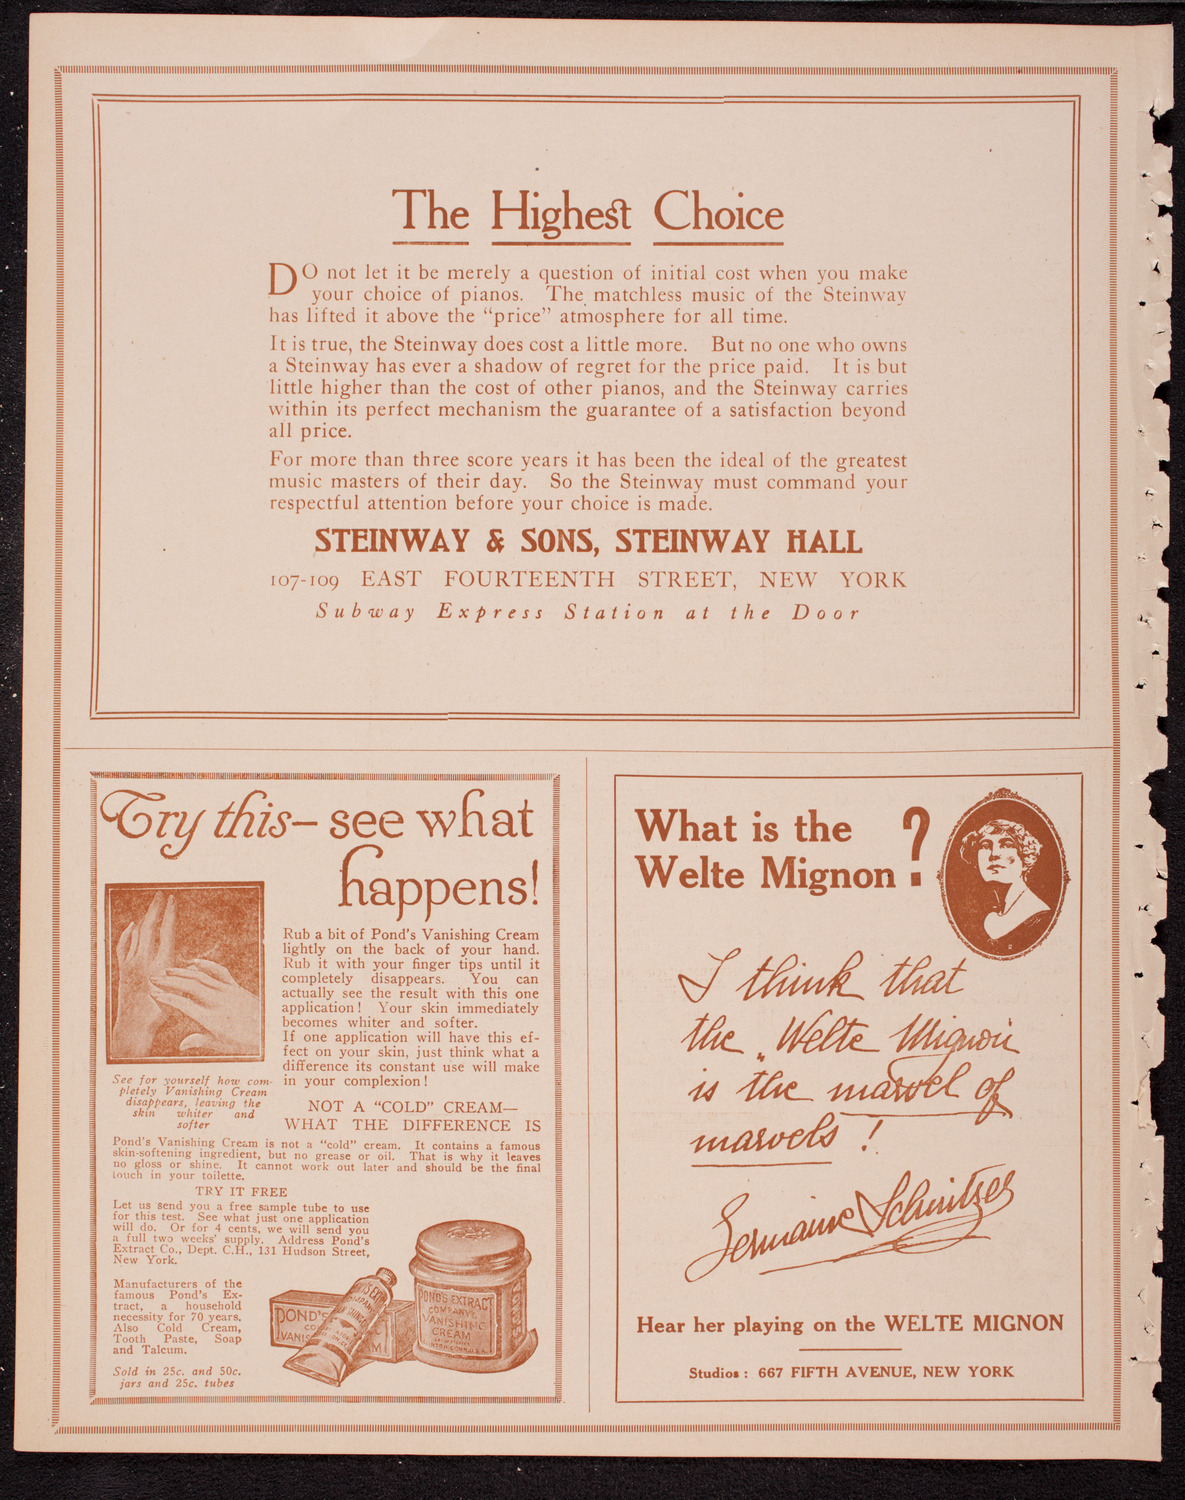 The Highest Choice
DO not let it be merely a question of initial cost when you make
your choice of pianos. The matchless music of the Steinway
has lifted it above the "price" atmosphere for all time.
It is true, the Steinway does cost a little more. But no one who owns
a Steinway has ever a shadow of regret for the price paid. It is but
little higher than the cost of other pianos, and the Steinway carries
within its perfect mechanism the guarantee of a satisfaction beyond
all price.
For more than three score years it has been the ideal of the greatest
music masters of their day. So the Steinway must command your
respectful attention before your choice is made.
STEINWAY & SONS, STEINWAY HALL
107-109 EAST FOURTEENTH STREET, NEW YORK
Subway Express Station at the Door
Try this—see what
happens!
Rub a bit of Pond's Vanishing Cream
lightly on the back of your hand.
Rub it with your finger tips until it
completely disappears. You can
actually see the result with this one
application! Your skin immediately
becomes whiter and softer.
If one application will have this ef-
fect on your skin, just think what a
difference its constant use will make
in your complexion!
See for yourself how com-
pletely Vanishing Cream
disappears, leaving the
skin whiter and
softer
NOT A "COLD" CREAM—
WHAT THE DIFFERENCE IS
Pond's Vanishing Cream is not a "cold" cream. It contains a famous
skin-softening ingredient, but no grease or oil. That is why it leaves
no gloss or shine. It cannot work out later and should be the final
touch in your toilette.
TRY IT FREE
Let us send you a free sample tube to use
for this test. See what just one application
will do. Or for 4 cents, we will send you
a full two weeks' supply. Address Pond's
Extract Co., Dept. C.H., 131 Hudson Street,
New York.
Manufacturers of the
famous Pond's Ex-
tract, a household
necessity for 70 years.
Also Cold Cream,
Tooth Paste, Soap
and Talcum.
Sold in 25c. and 50c.
jars and 25c. tubes
POND'S
VANIS
AM
POND'S EXTRACT
COMPANY'S
VANISHING
CREAM
What is the
Welte Mignon?
I think that
the „Welte Mignon
is the marvel of
marvels!
Germaine Schnitzer
Hear her playing on the WELTE MIGNON
Studios: 667 FIFTH AVENUE, NEW YORK